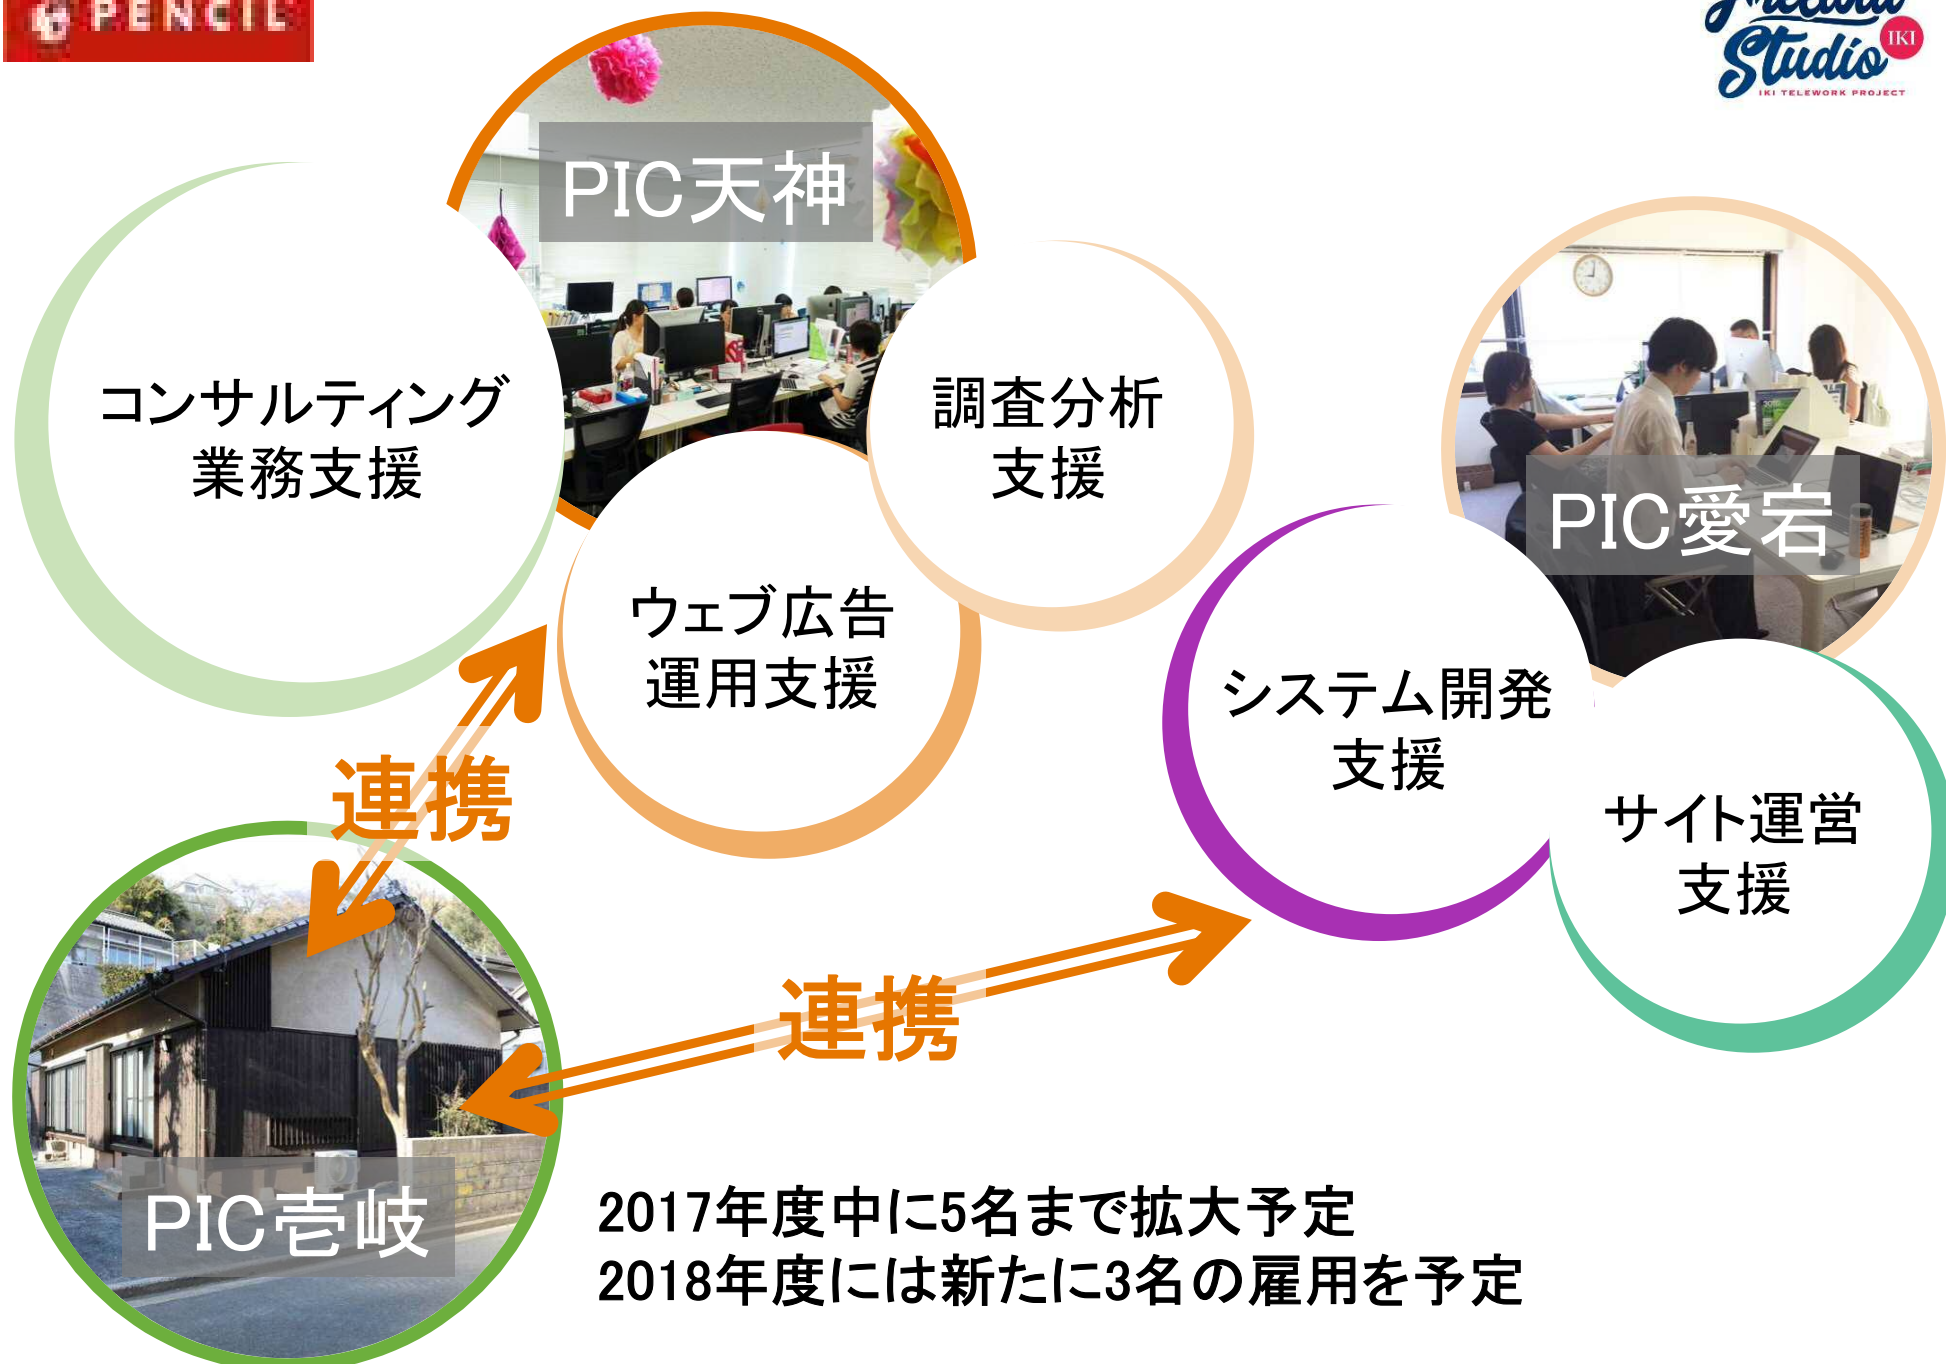 PENCIL
Studio
IKI
IKI TELEWORK PROJECT
PIC天神
コンサルティング
業務支援
調査分析
支援
ウェブ広告
運用支援
PIC愛宕
システム開発
支援
サイト運営
支援
連携
連携
PIC壱岐
2017年度中に5名まで拡大予定
2018年度には新たに3名の雇用を予定